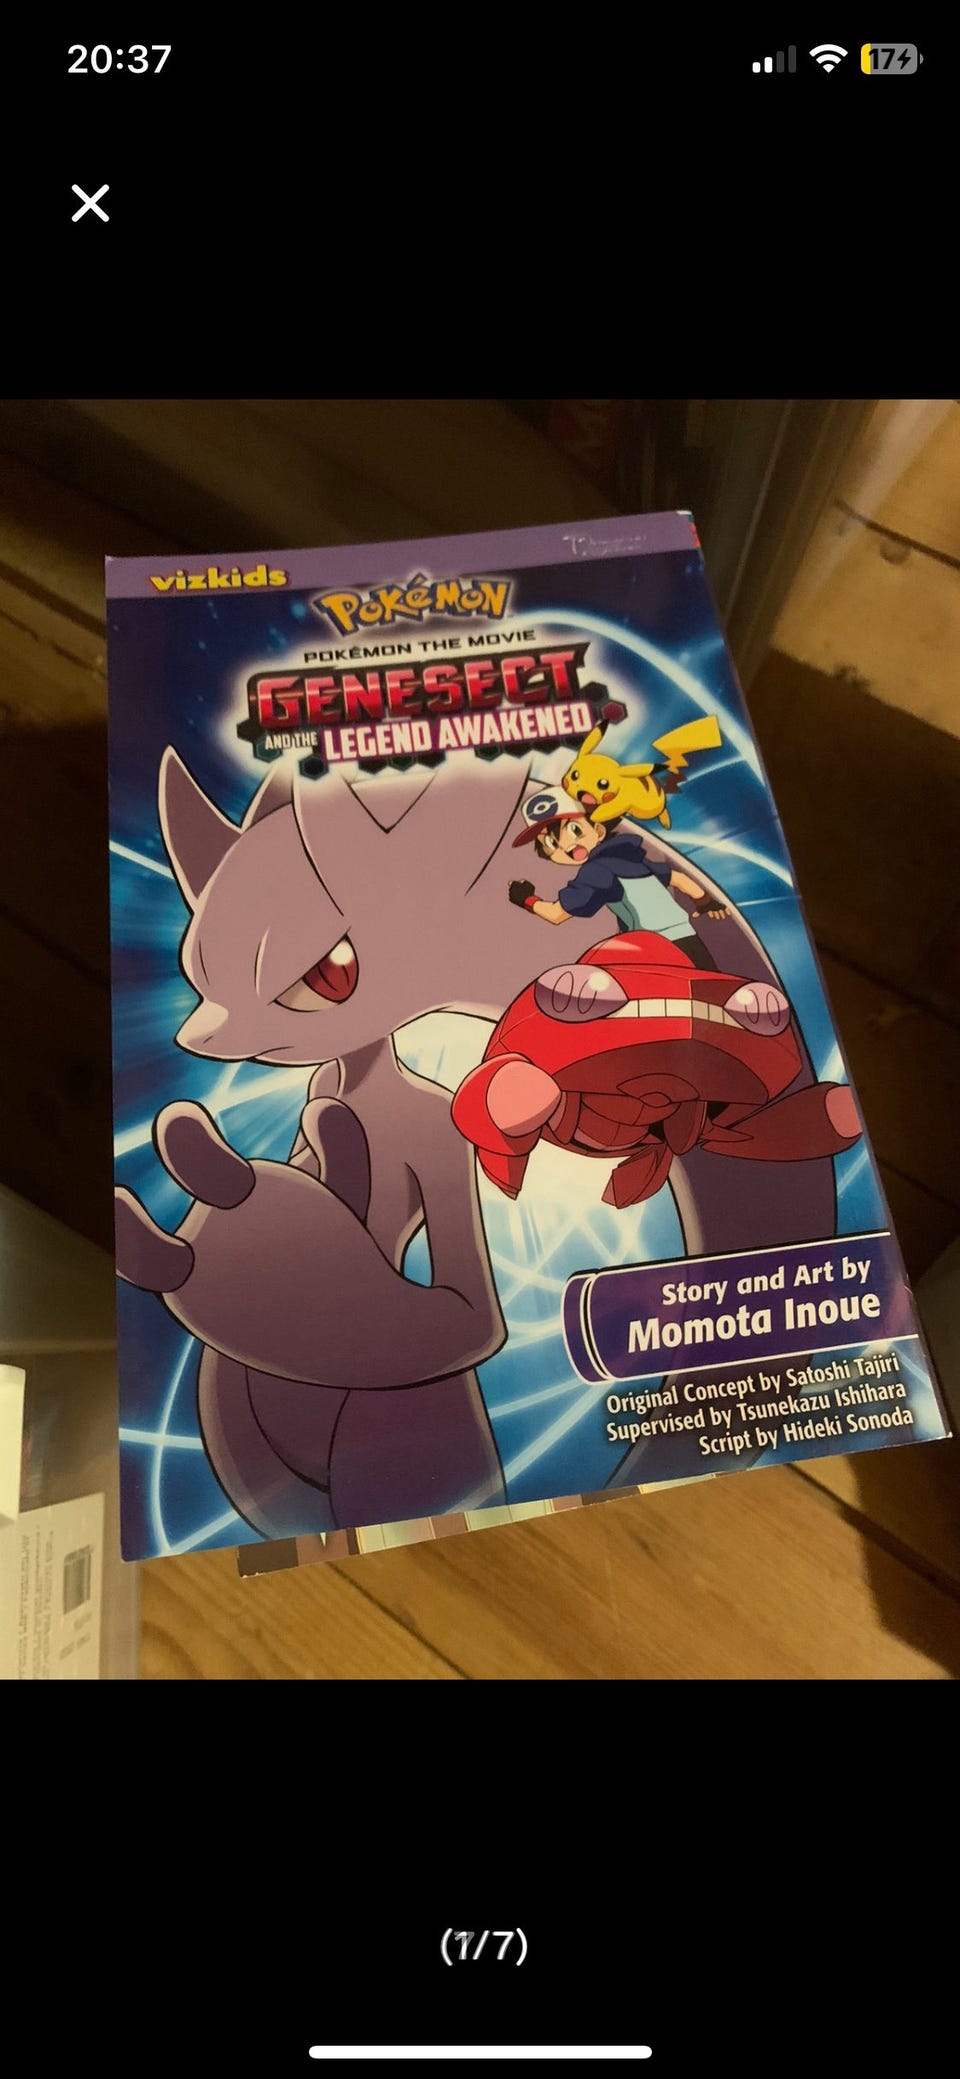 20:37
17
vizkids
POKéMON
POKÉMON THE MOVIE
GENESECT
AND THE LEGEND AWAKENED
Story and Art by
Momota Inoue
Original Concept by Satoshi Tajiri
Supervised by Tsunekazu Ishihara
Script by Hideki Sonoda
(1/7)